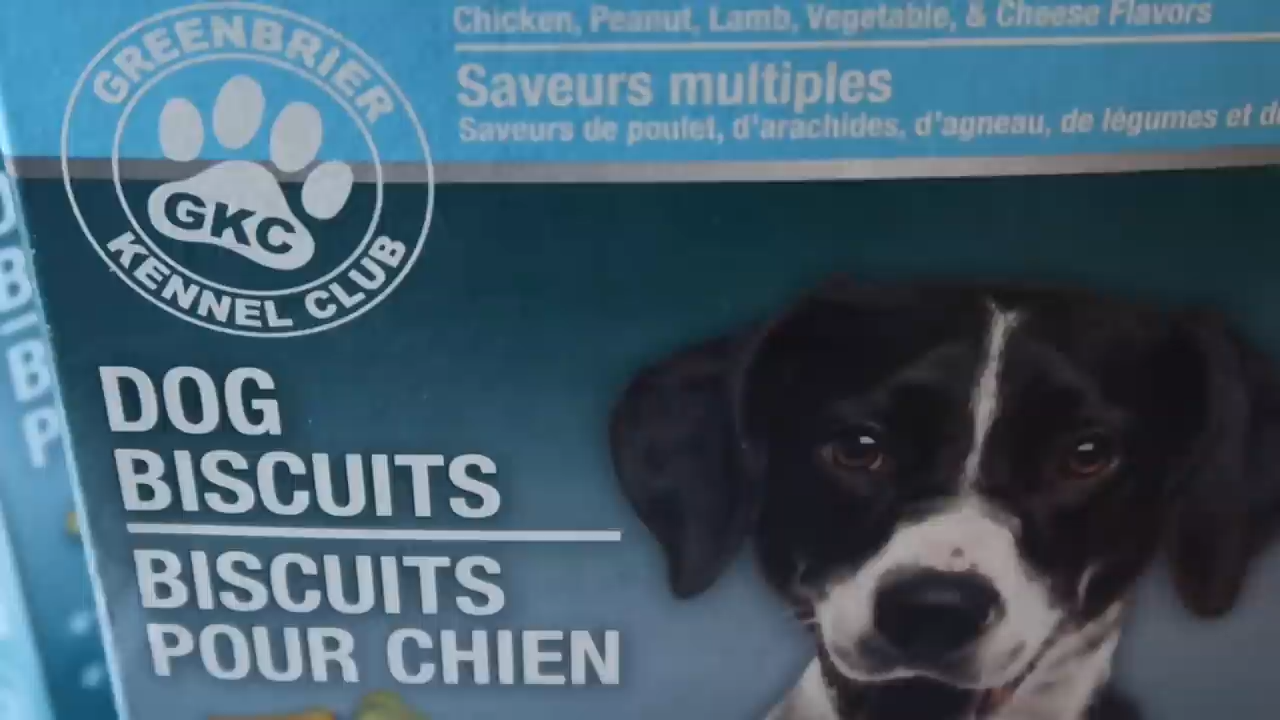 Chicken, Peanut, Lamb, Vegetable, & Cheese Flavors
Saveurs multiples
Saveurs de poulet, d'arachides, d'agneau, de légumes et
GREENBRIER
GKC
KENNEL CLUB
DOG
BISCUITS
BISCUITS
POUR CHIEN